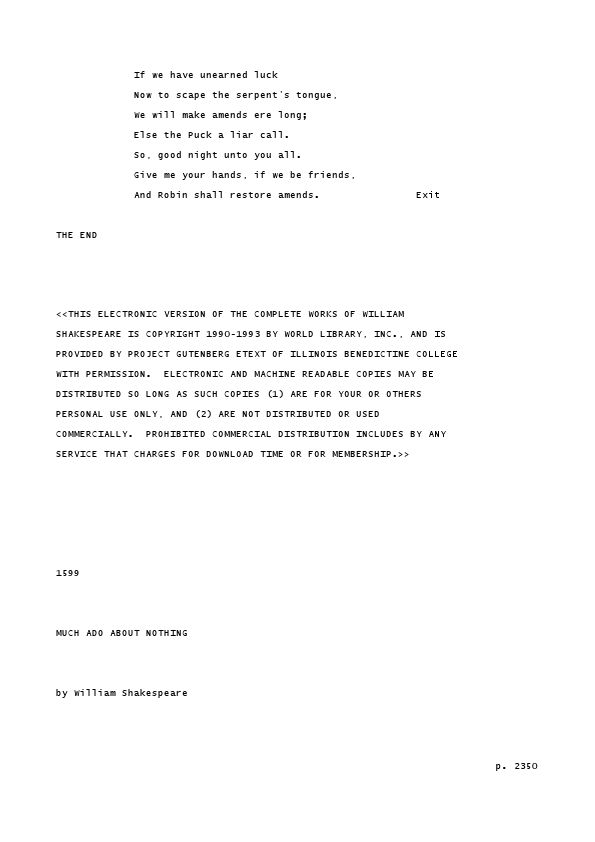 If we have unearned luck
Now to scape the serpent's tongue,
We will make amends ere long;
Else the Puck a liar call.
So, good night unto you all.
Give me your hands, if we be friends,
And Robin shall restore amends. Exit
THE END
<<THIS ELECTRONIC VERSION OF THE COMPLETE WORKS OF WILLIAM
SHAKESPEARE IS COPYRIGHT 1990-1993 BY WORLD LIBRARY, INC., AND IS
PROVIDED BY PROJECT GUTENBERG ETEXT OF ILLINOIS BENEDICTINE COLLEGE
WITH PERMISSION.  ELECTRONIC AND MACHINE READABLE COPIES MAY BE
DISTRIBUTED SO LONG AS SUCH COPIES (1) ARE FOR YOUR OR OTHERS
PERSONAL USE ONLY, AND (2) ARE NOT DISTRIBUTED OR USED
COMMERCIALLY.  PROHIBITED COMMERCIAL DISTRIBUTION INCLUDES BY ANY
SERVICE THAT CHARGES FOR DOWNLOAD TIME OR FOR MEMBERSHIP.>>
1599
MUCH ADO ABOUT NOTHING
by William Shakespeare
p. 2350